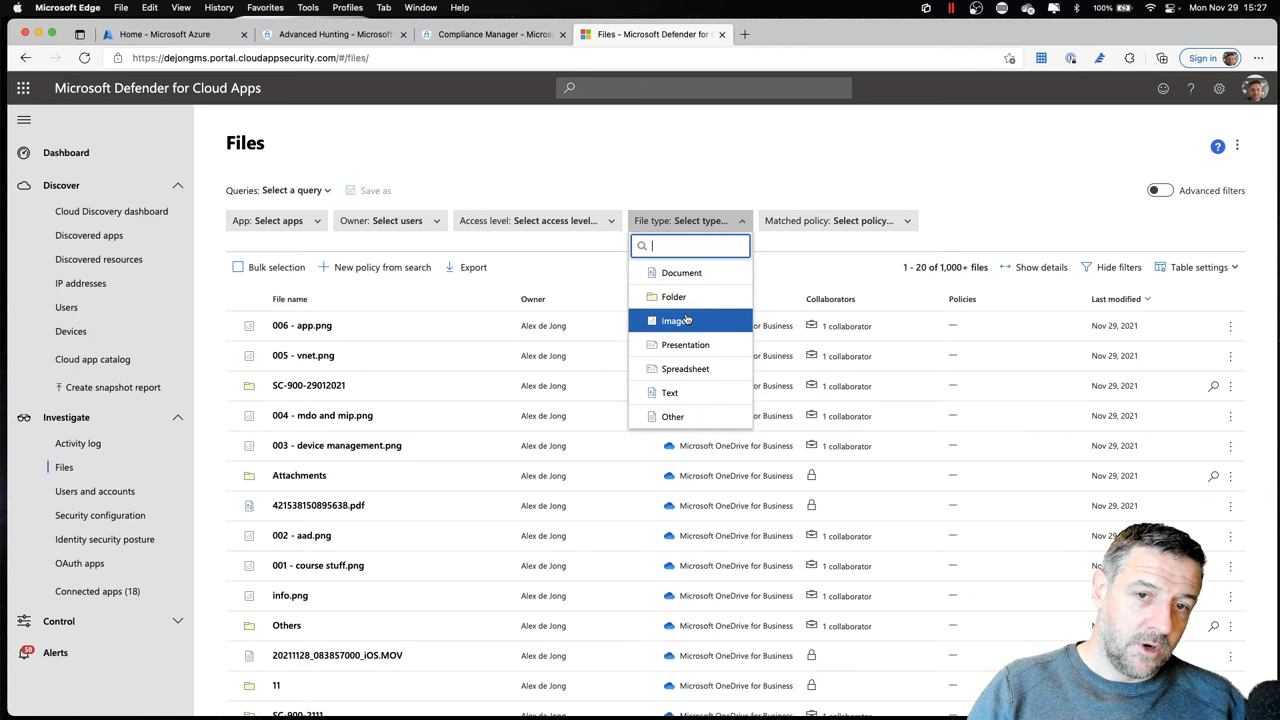 Microsoft Edge File Edit View History Favorites Tools Profiles Tab Window Help 100% Mon Nov 29 15:27
Home - Microsoft Azure
Advanced Hunting - Microsoft
Compliance Manager - Micros
Files - Microsoft Defender for C
https://dejongms.portal.cloudappsecurity.com/#/files/
Sign in
Microsoft Defender for Cloud Apps
Dashboard
Discover
Cloud Discovery dashboard
Discovered apps
Discovered resources
IP addresses
Users
Devices
Cloud app catalog
Create snapshot report
Investigate
Activity log
Files
Users and accounts
Security configuration
Identity security posture
OAuth apps
Connected apps (18)
Control
50
Alerts
Files
Queries: Select a query
Save as
Advanced filters
App: Select apps
Owner: Select users
Access level: Select access level...
File type: Select type...
Matched policy: Select policy...
Document
Folder
Image
Presentation
Spreadsheet
Text
Other
Bulk selection
New policy from search
Export
1 - 20 of 1,000+ files
Show details
Hide filters
Table settings
File name Owner Collaborators Policies Last modified
006 - app.png Alex de Jong for Business 1 collaborator — Nov 29, 2021
005 - vnet.png Alex de Jong for Business 1 collaborator — Nov 29, 2021
SC-900-29012021 Alex de Jong for Business 1 collaborator — Nov 29, 2021
004 - mdo and mip.png Alex de Jong for Business 1 collaborator — Nov 29, 2021
003 - device management.png Alex de Jong Microsoft OneDrive for Business 1 collaborator — Nov 29, 2021
Attachments Alex de Jong Microsoft OneDrive for Business — Nov 29, 2021
421538150895638.pdf Alex de Jong Microsoft OneDrive for Business — Nov 29, 2021
002 - aad.png Alex de Jong Microsoft OneDrive for Business 1 collaborator —
001 - course stuff.png Alex de Jong Microsoft OneDrive for Business 1 collaborator —
info.png Alex de Jong Microsoft OneDrive for Business 1 collaborator —
Others Alex de Jong Microsoft OneDrive for Business 1 collaborator —
20211128_083857000_iOS.MOV Alex de Jong Microsoft OneDrive for Business —
11 Alex de Jong Microsoft OneDrive for Business —
SC-900-2111 Alex de Jong Microsoft OneDrive for Business 1 collaborator